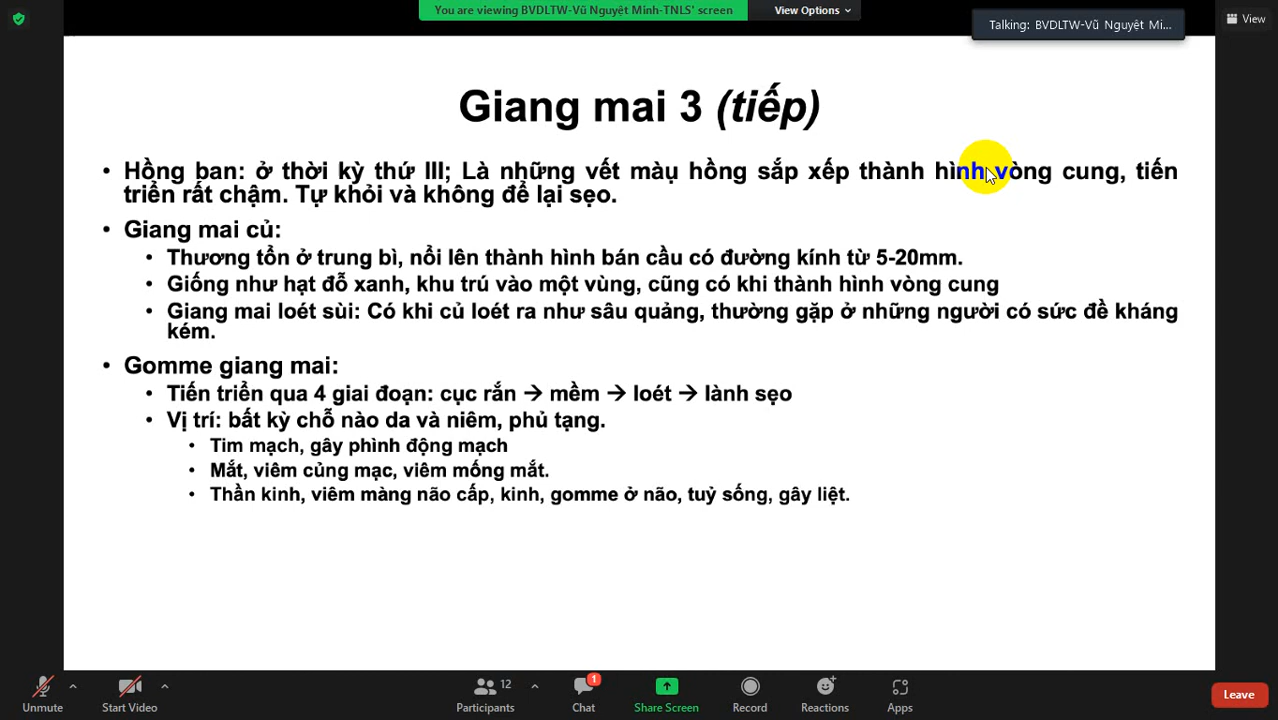 You are viewing BVDLTW-Vũ Nguyệt Minh-TNLS' screen
View Options
Talking: BVDLTW-Vũ Nguyệt Mi...
View
Giang mai 3 (tiếp)
• Hồng ban: ở thời kỳ thứ III; Là những vết màu hồng sắp xếp thành hình vòng cung, tiến
triển rất chậm. Tự khỏi và không để lại sẹo.
• Giang mai củ:
• Thương tổn ở trung bì, nổi lên thành hình bán cầu có đường kính từ 5-20mm.
• Giống như hạt đỗ xanh, khu trú vào một vùng, cũng có khi thành hình vòng cung
• Giang mai loét sùi: Có khi củ loét ra như sâu quảng, thường gặp ở những người có sức đề kháng
kém.
• Gomme giang mai:
• Tiến triển qua 4 giai đoạn: cục rắn → mềm → loét → lành sẹo
• Vị trí: bất kỳ chỗ nào da và niêm, phủ tạng.
• Tim mạch, gây phình động mạch
• Mắt, viêm củng mạc, viêm mống mắt.
• Thần kinh, viêm màng não cấp, kinh, gomme ở não, tuỷ sống, gây liệt.
Unmute
Start Video
12
Participants
1
Chat
Share Screen
Record
Reactions
Apps
Leave